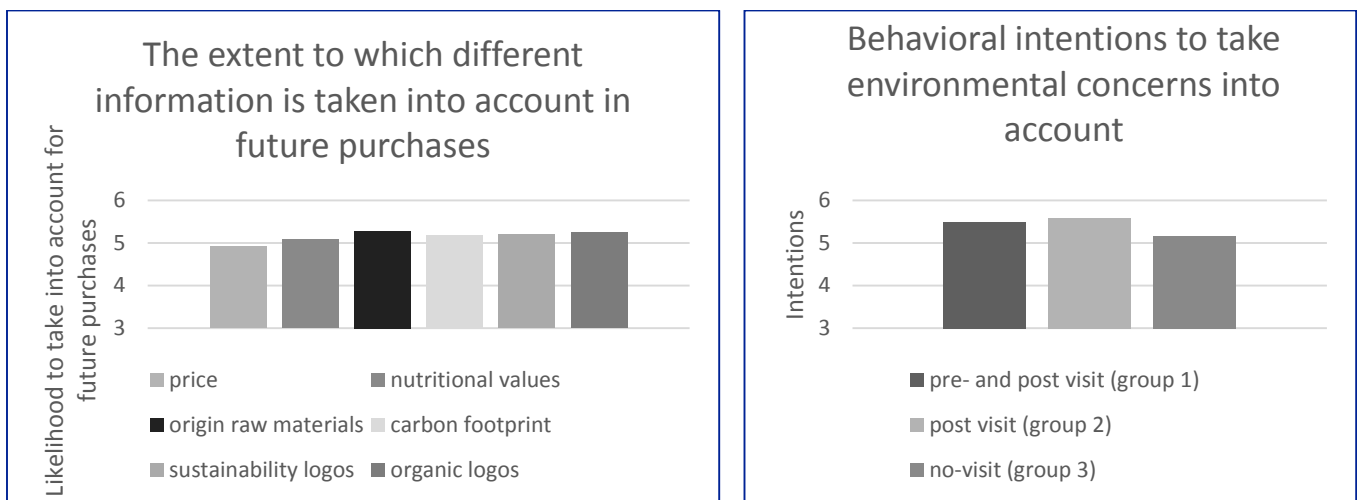 The extent to which different
information is taken into account in
future purchases
Likelihood to take into account for
future purchases
6
5
4
3
price
nutritional values
origin raw materials
carbon footprint
sustainability logos
organic logos
Behavioral intentions to take
environmental concerns into
account
Intentions
6
5
4
3
pre- and post visit (group 1)
post visit (group 2)
no-visit (group 3)